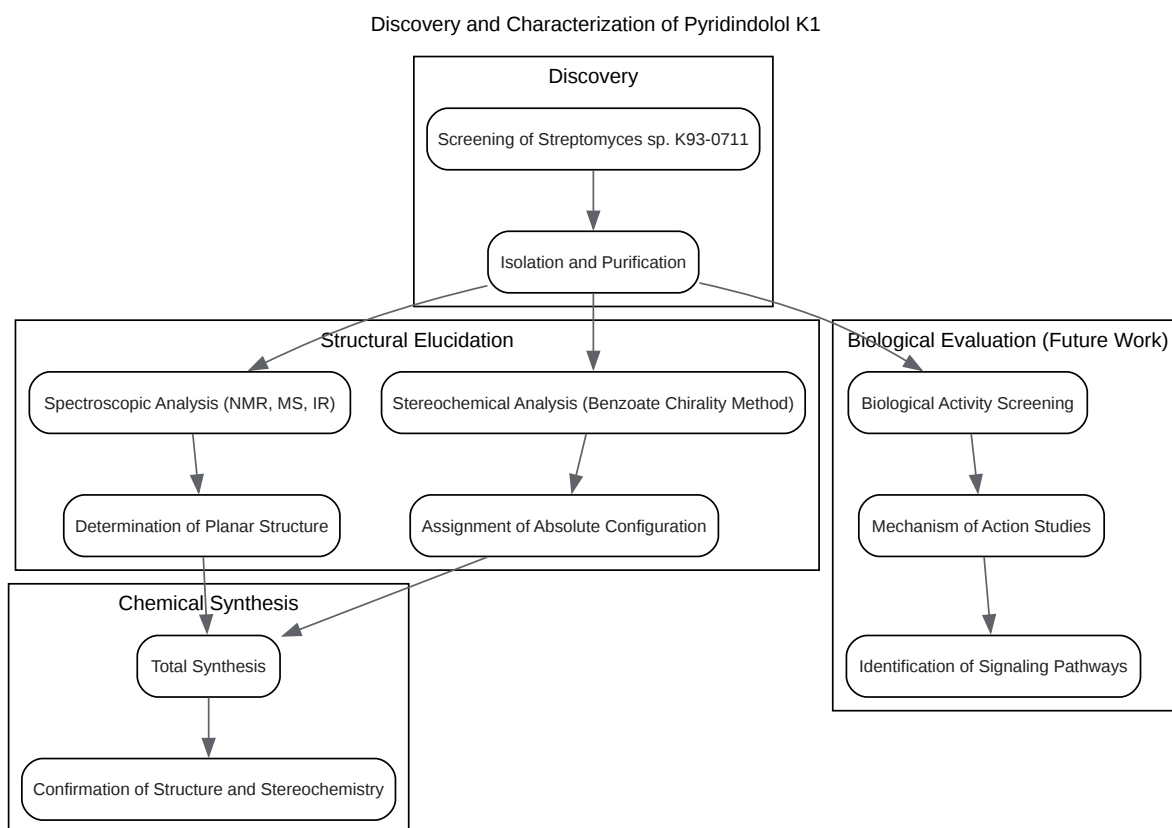 Discovery and Characterization of Pyridindolol K1
Discovery
Screening of Streptomyces sp. K93-0711
Isolation and Purification
Structural Elucidation
Spectroscopic Analysis (NMR, MS, IR)
Stereochemical Analysis (Benzoate Chirality Method)
Determination of Planar Structure
Assignment of Absolute Configuration
Biological Evaluation (Future Work)
Biological Activity Screening
Mechanism of Action Studies
Identification of Signaling Pathways
Chemical Synthesis
Total Synthesis
Confirmation of Structure and Stereochemistry